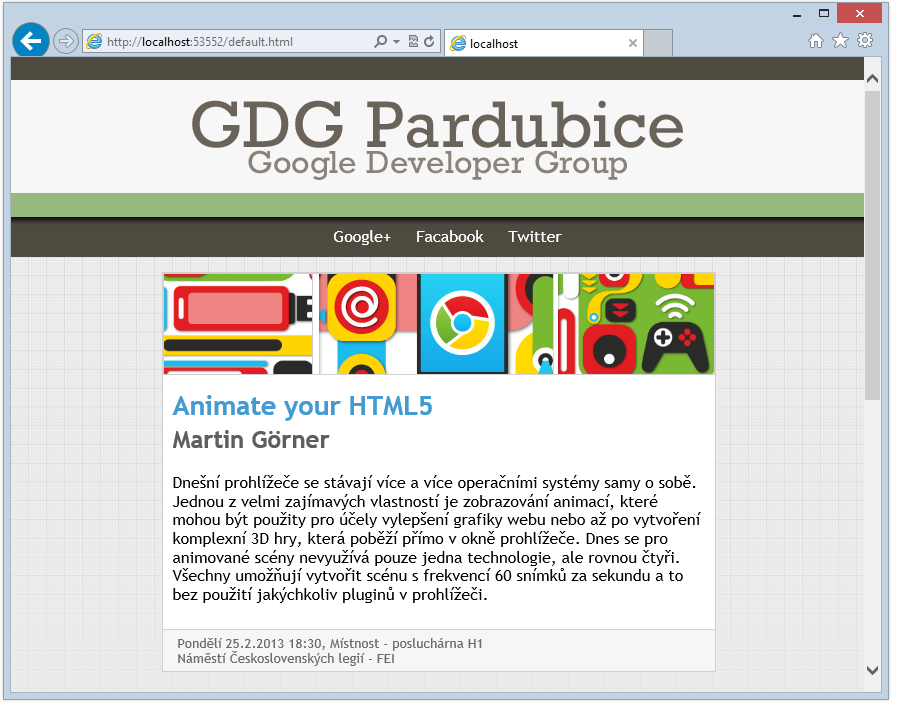 http://localhost:53552/default.html
localhost
GDG Pardubice
Google Developer Group
Google+ Facabook Twitter
Animate your HTML5
Martin Görner
Dnešní prohlížeče se stávají více a více operačními systémy samy o sobě.
Jednou z velmi zajímavých vlastností je zobrazování animací, které
mohou být použity pro účely vylepšení grafiky webu nebo až po vytvoření
komplexní 3D hry, která poběží přímo v okně prohlížeče. Dnes se pro
animované scény nevyužívá pouze jedna technologie, ale rovnou čtyři.
Všechny umožňují vytvořit scénu s frekvencí 60 snímků za sekundu a to
bez použití jakýchkoliv pluginů v prohlížeči.
Pondělí 25.2.2013 18:30, Místnost - posluchárna H1
Náměstí Československých legií - FEI